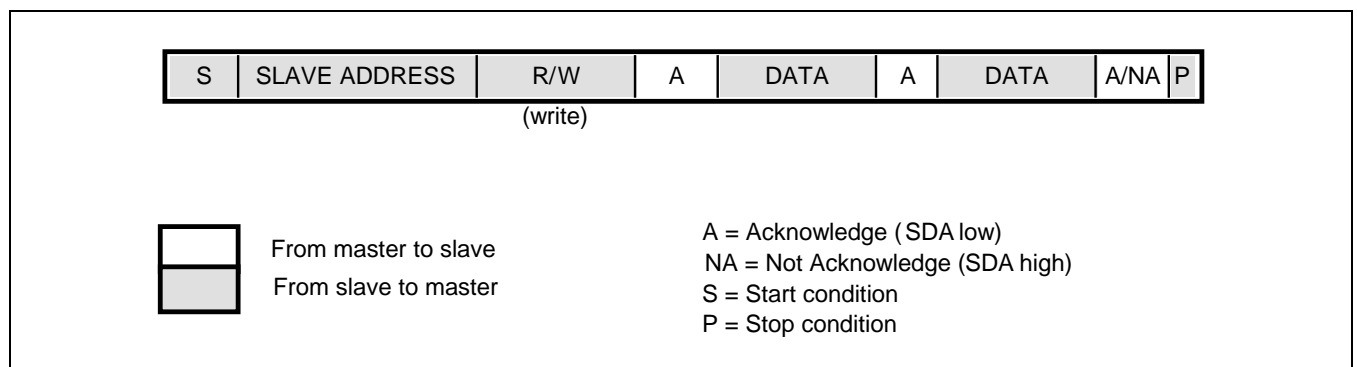 S SLAVE ADDRESS R/W A DATA A DATA A/NA P
(write)
From master to slave
From slave to master
A = Acknowledge (SDA low)
NA = Not Acknowledge (SDA high)
S = Start condition
P = Stop condition